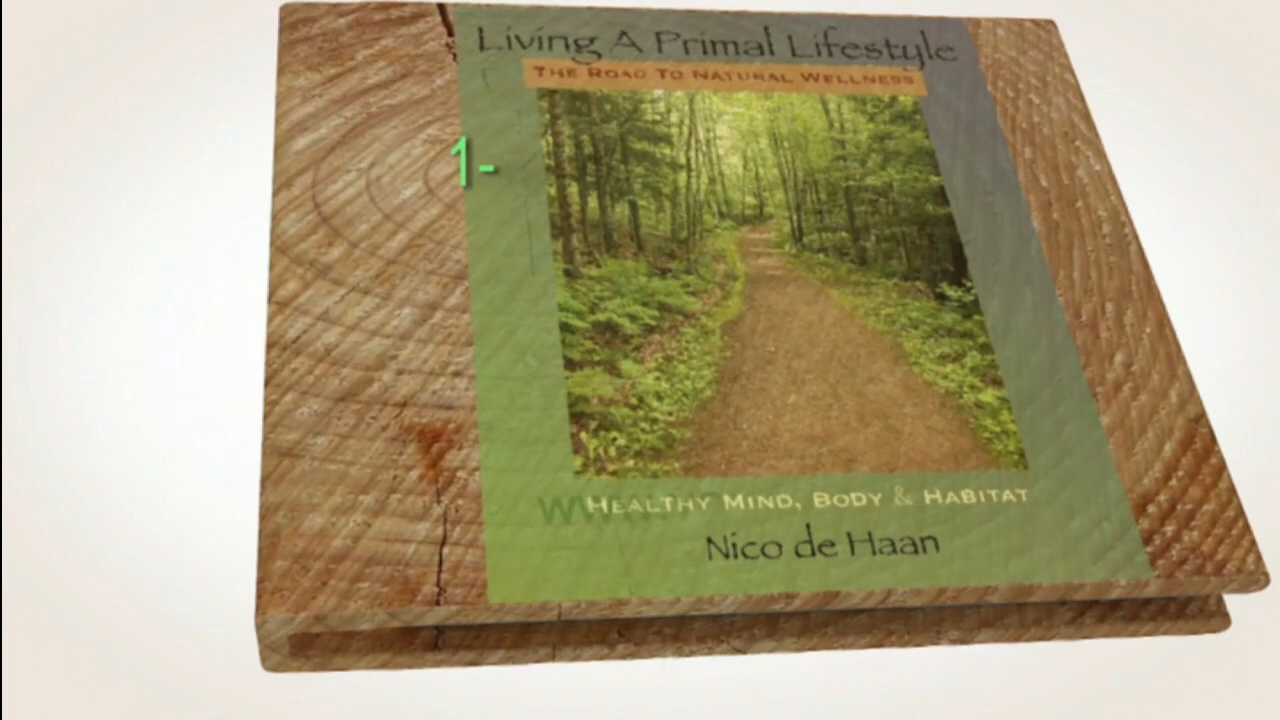 Living A Primal Lifestyle
THE ROAD TO NATURAL WELLNESS
1-
HEALTHY MIND, BODY & HABITAT
Nico de Haan